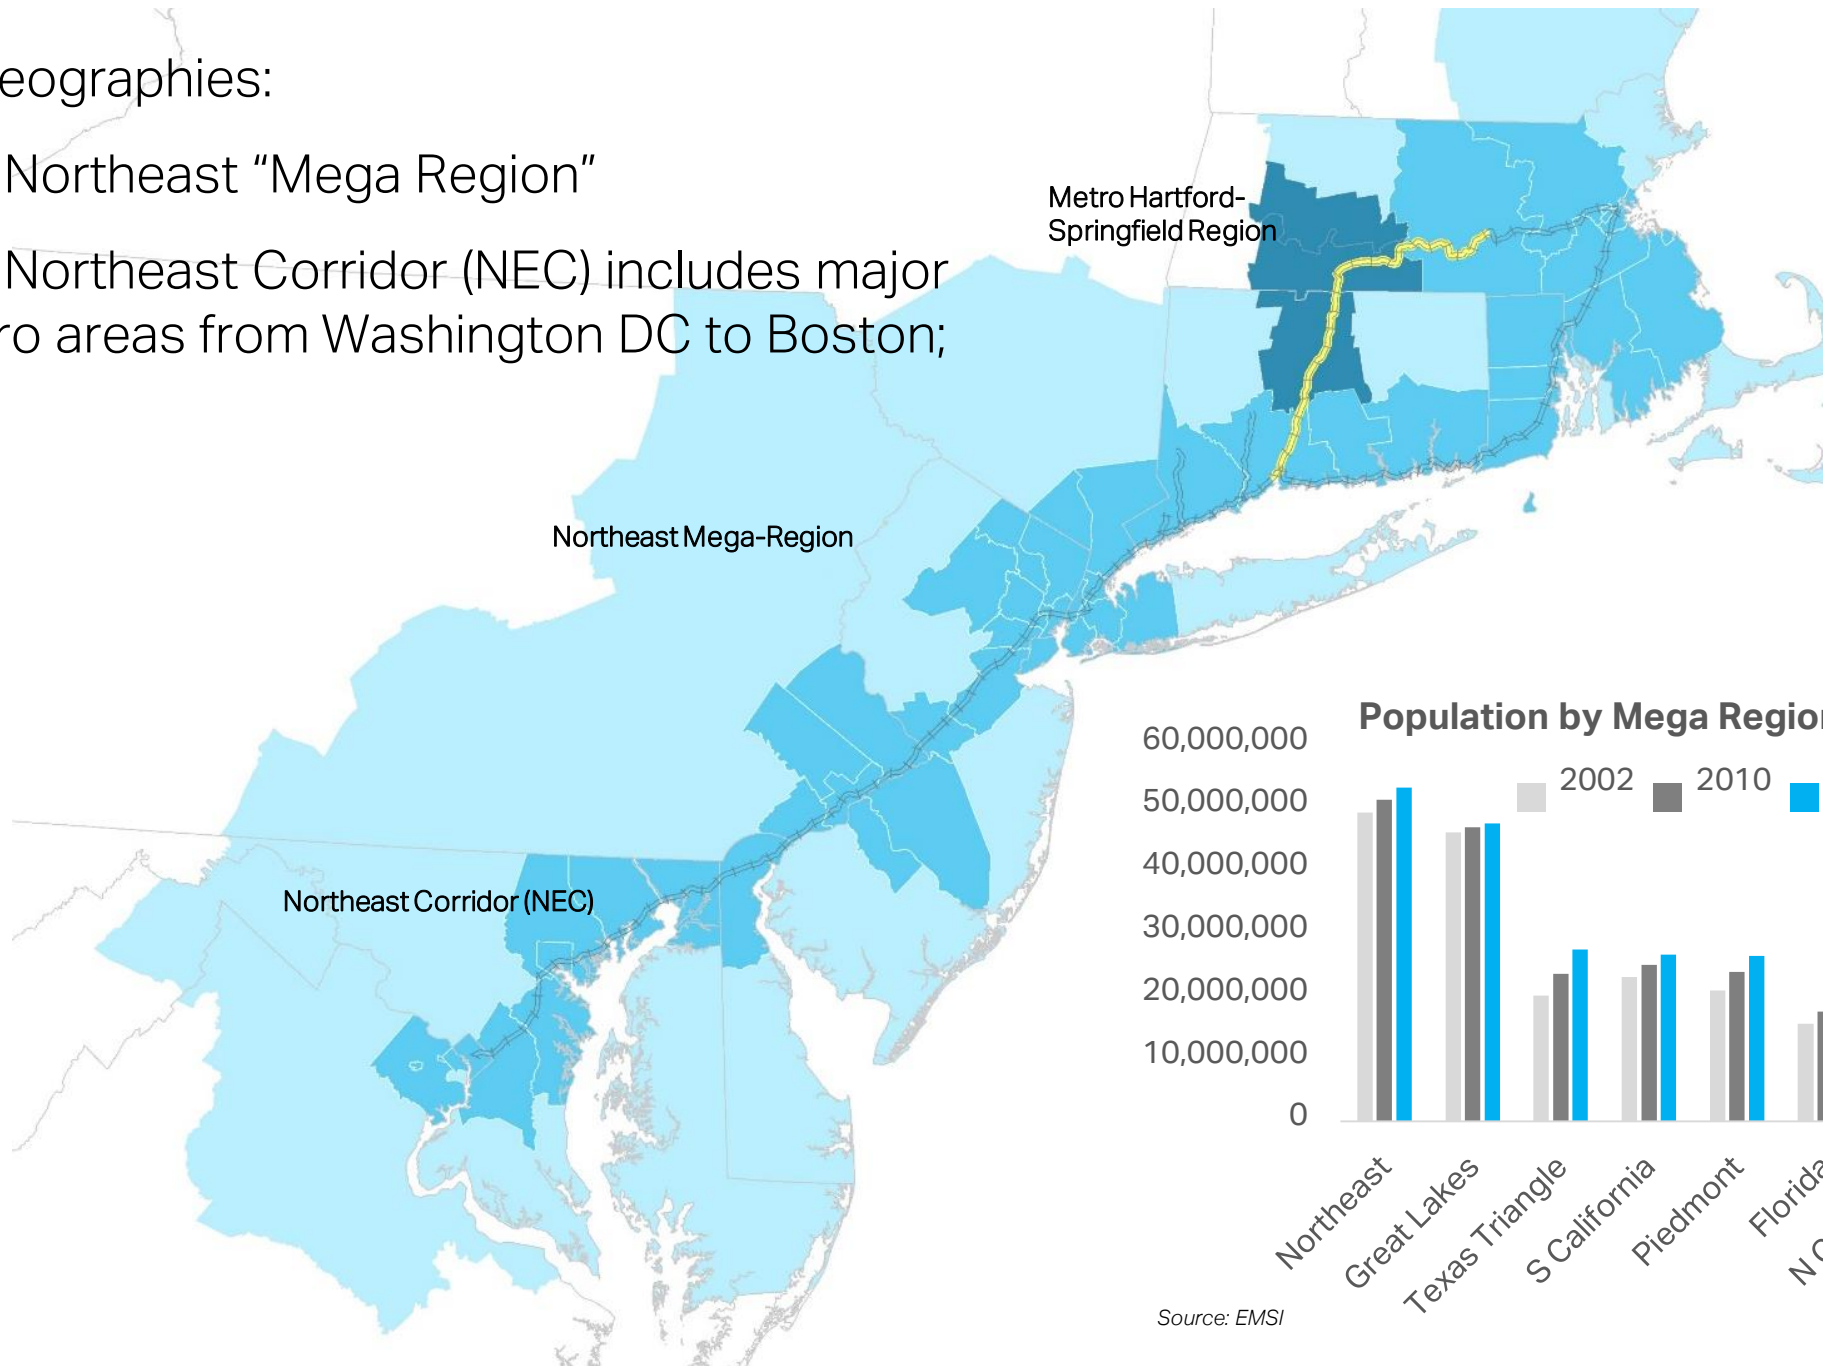 eographies:
Northeast “Mega Region”
Northeast Corridor (NEC) includes major
ro areas from Washington DC to Boston;
Metro Hartford-
Springfield Region
Northeast Mega-Region
Northeast Corridor (NEC)
Population by Mega Region
2002 2010
60,000,000
50,000,000
40,000,000
30,000,000
20,000,000
10,000,000
0
Northeast
Great Lakes
Texas Triangle
S California
Piedmont
Florida
N C
Source: EMSI